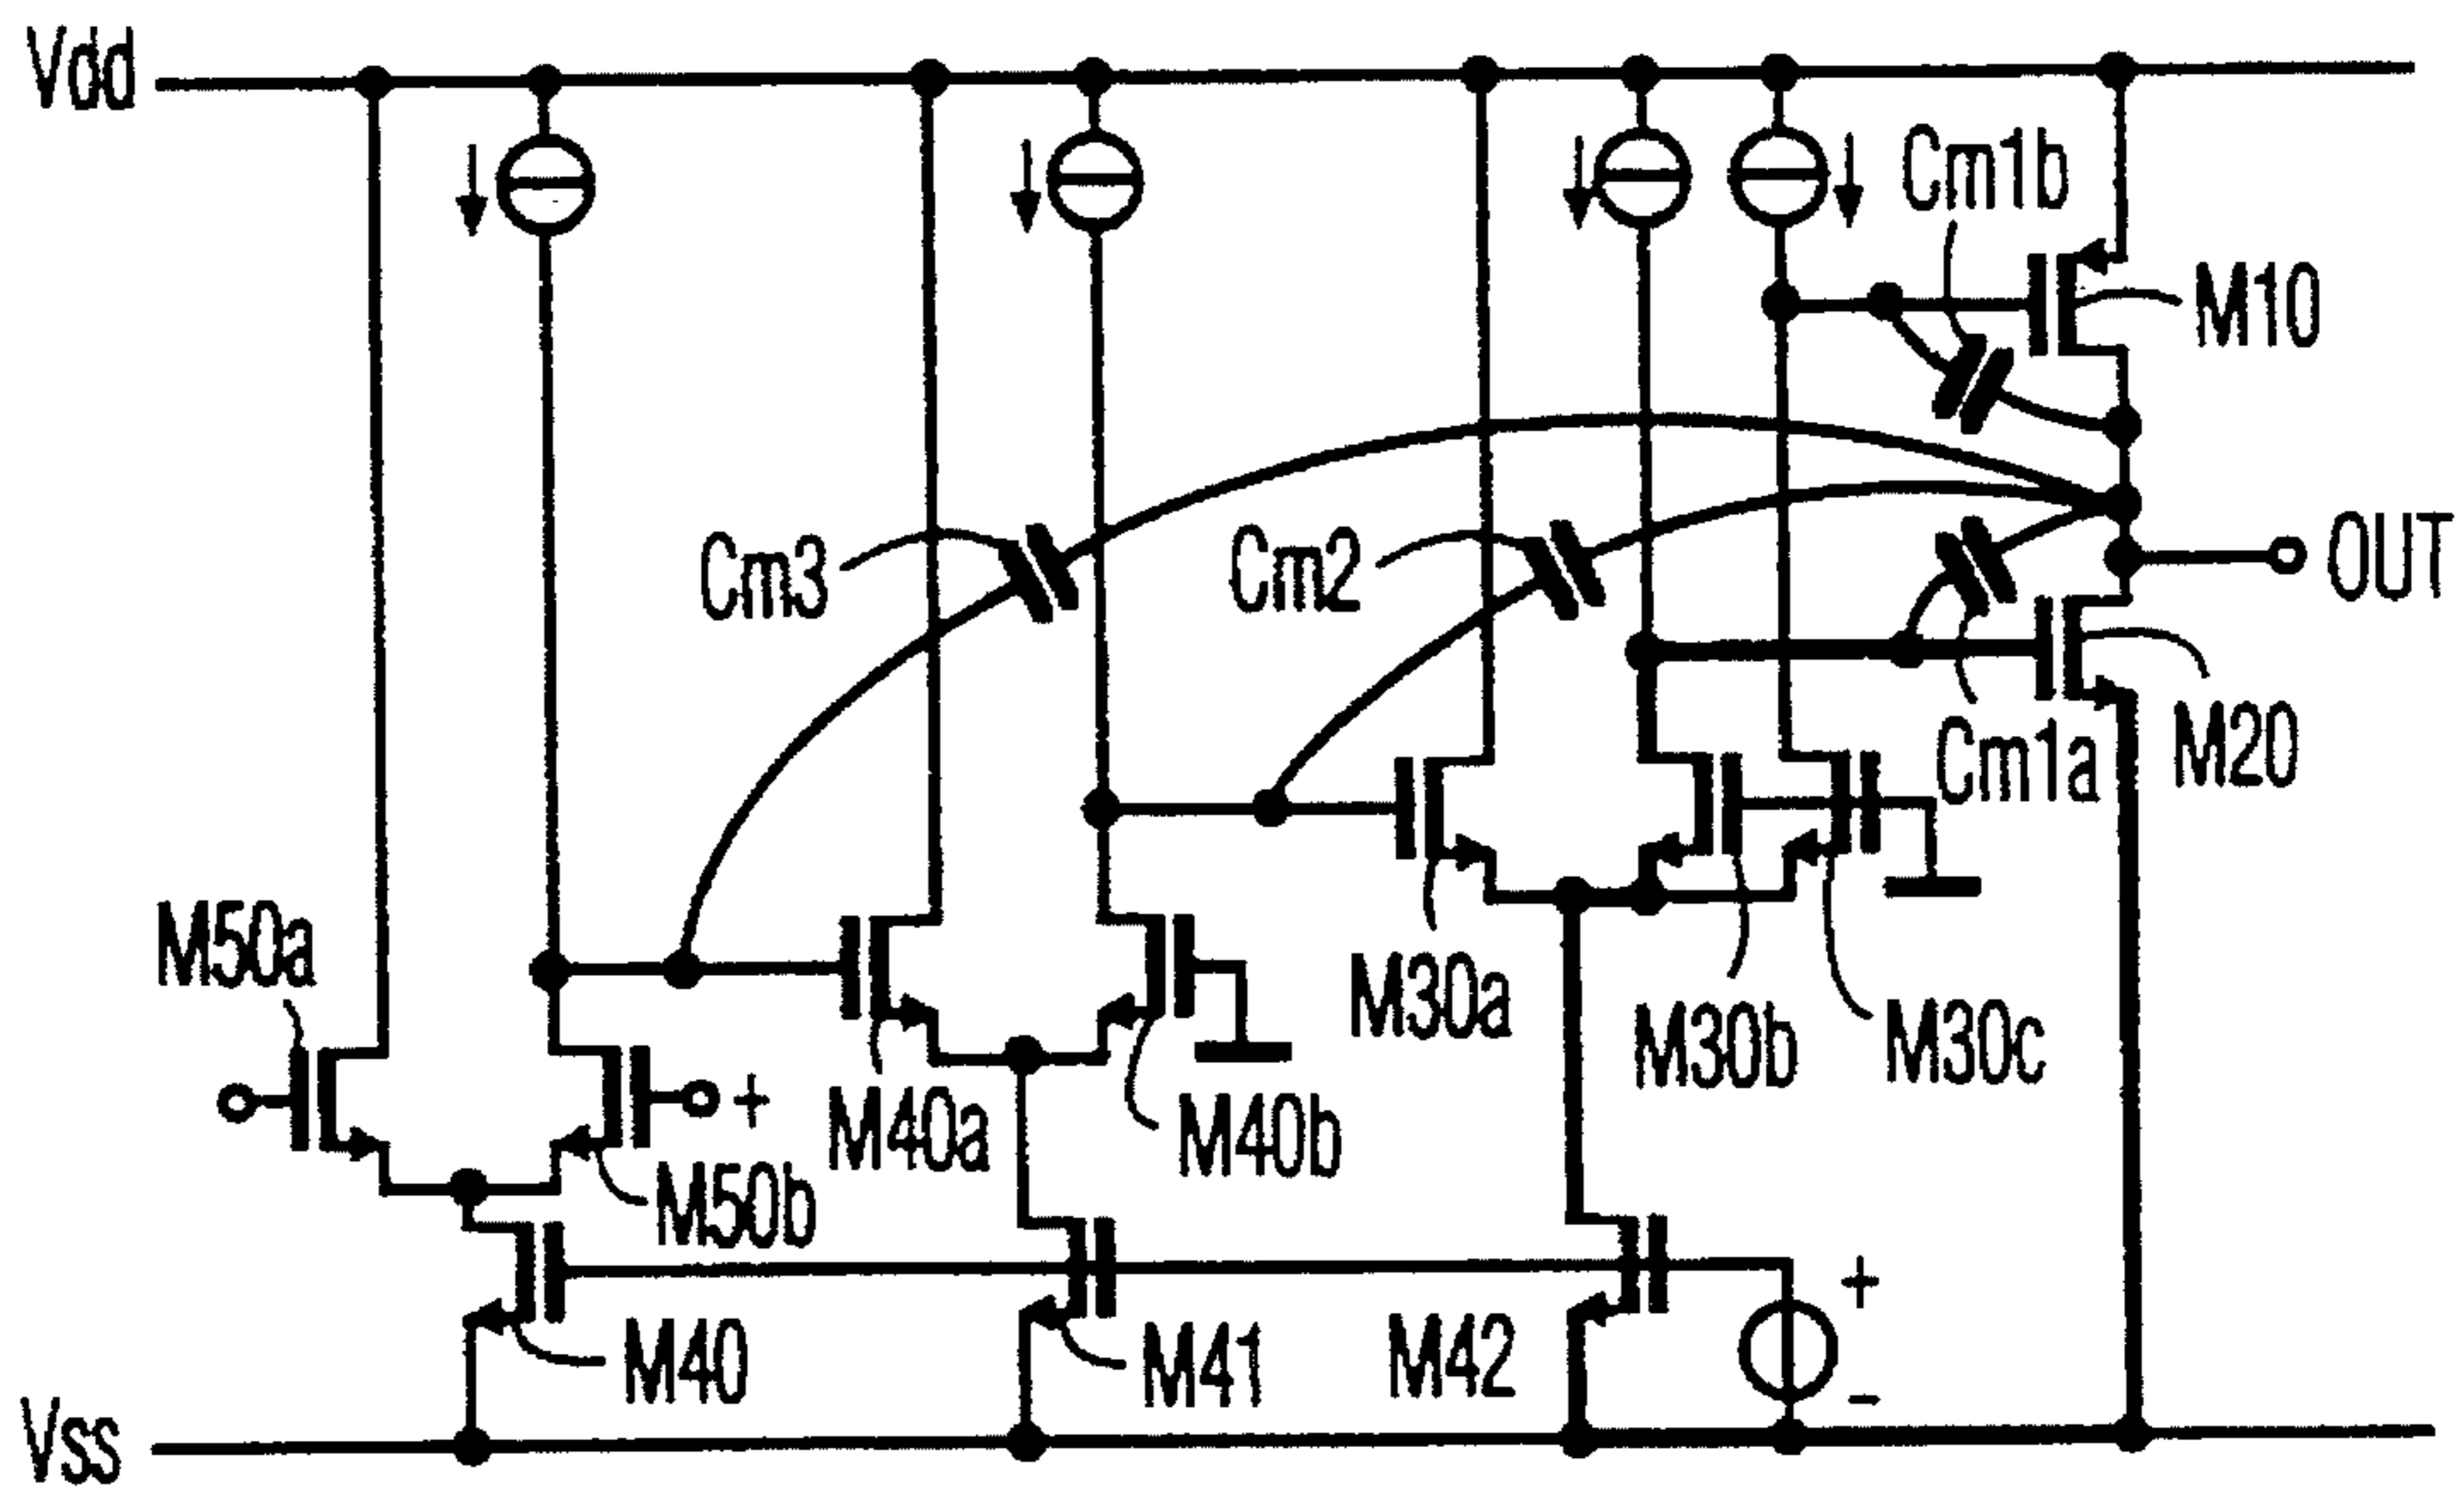 Vdd
Cm1b
M10
Cm3
Cm2
OUT
Cm1a
M20
M50a
M30a
M30b
M30c
+
M40a
M40b
M50b
M40
M41
M42
+
-
Vss